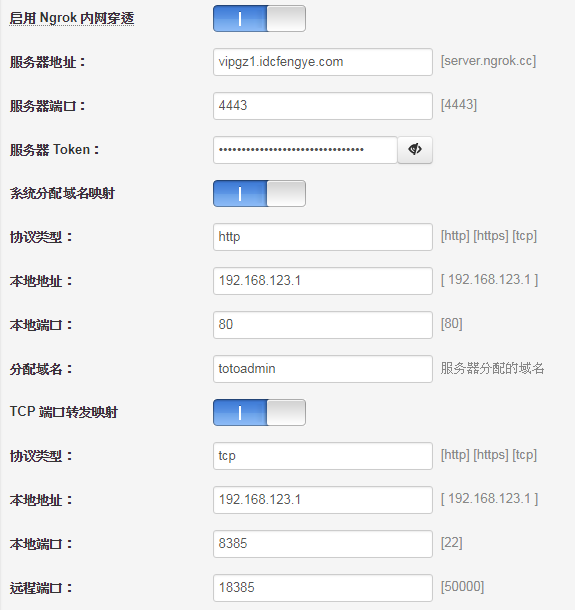 启用 Ngrok 内网穿透
服务器地址： vipgz1.idcfengye.com [server.ngrok.cc]
服务器端口： 4443 [4443]
服务器 Token： ••••••••••••••••••••••••••••••••
系统分配域名映射
协议类型： http [http] [https] [tcp]
本地地址： 192.168.123.1 [ 192.168.123.1 ]
本地端口： 80 [80]
分配域名： totoadmin 服务器分配的域名
TCP 端口转发映射
协议类型： tcp [http] [https] [tcp]
本地地址： 192.168.123.1 [ 192.168.123.1 ]
本地端口： 8385 [22]
远程端口： 18385 [50000]